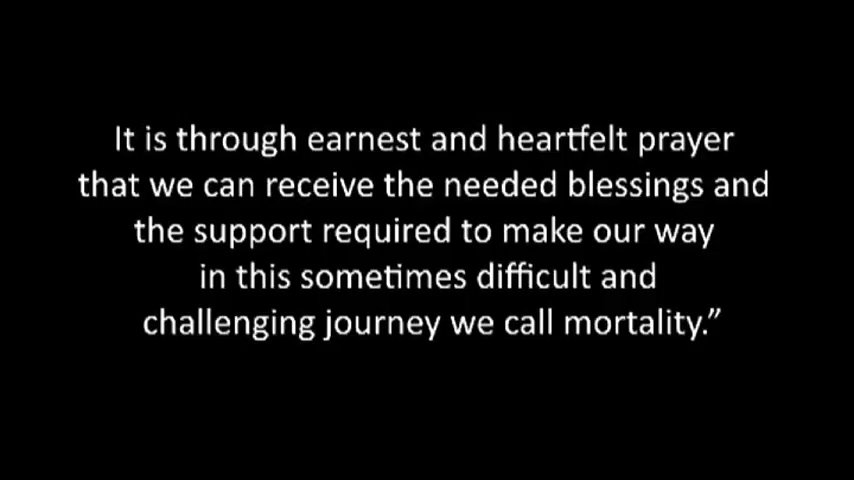 It is through earnest and heartfelt prayer
that we can receive the needed blessings and
the support required to make our way
in this sometimes difficult and
challenging journey we call mortality.”